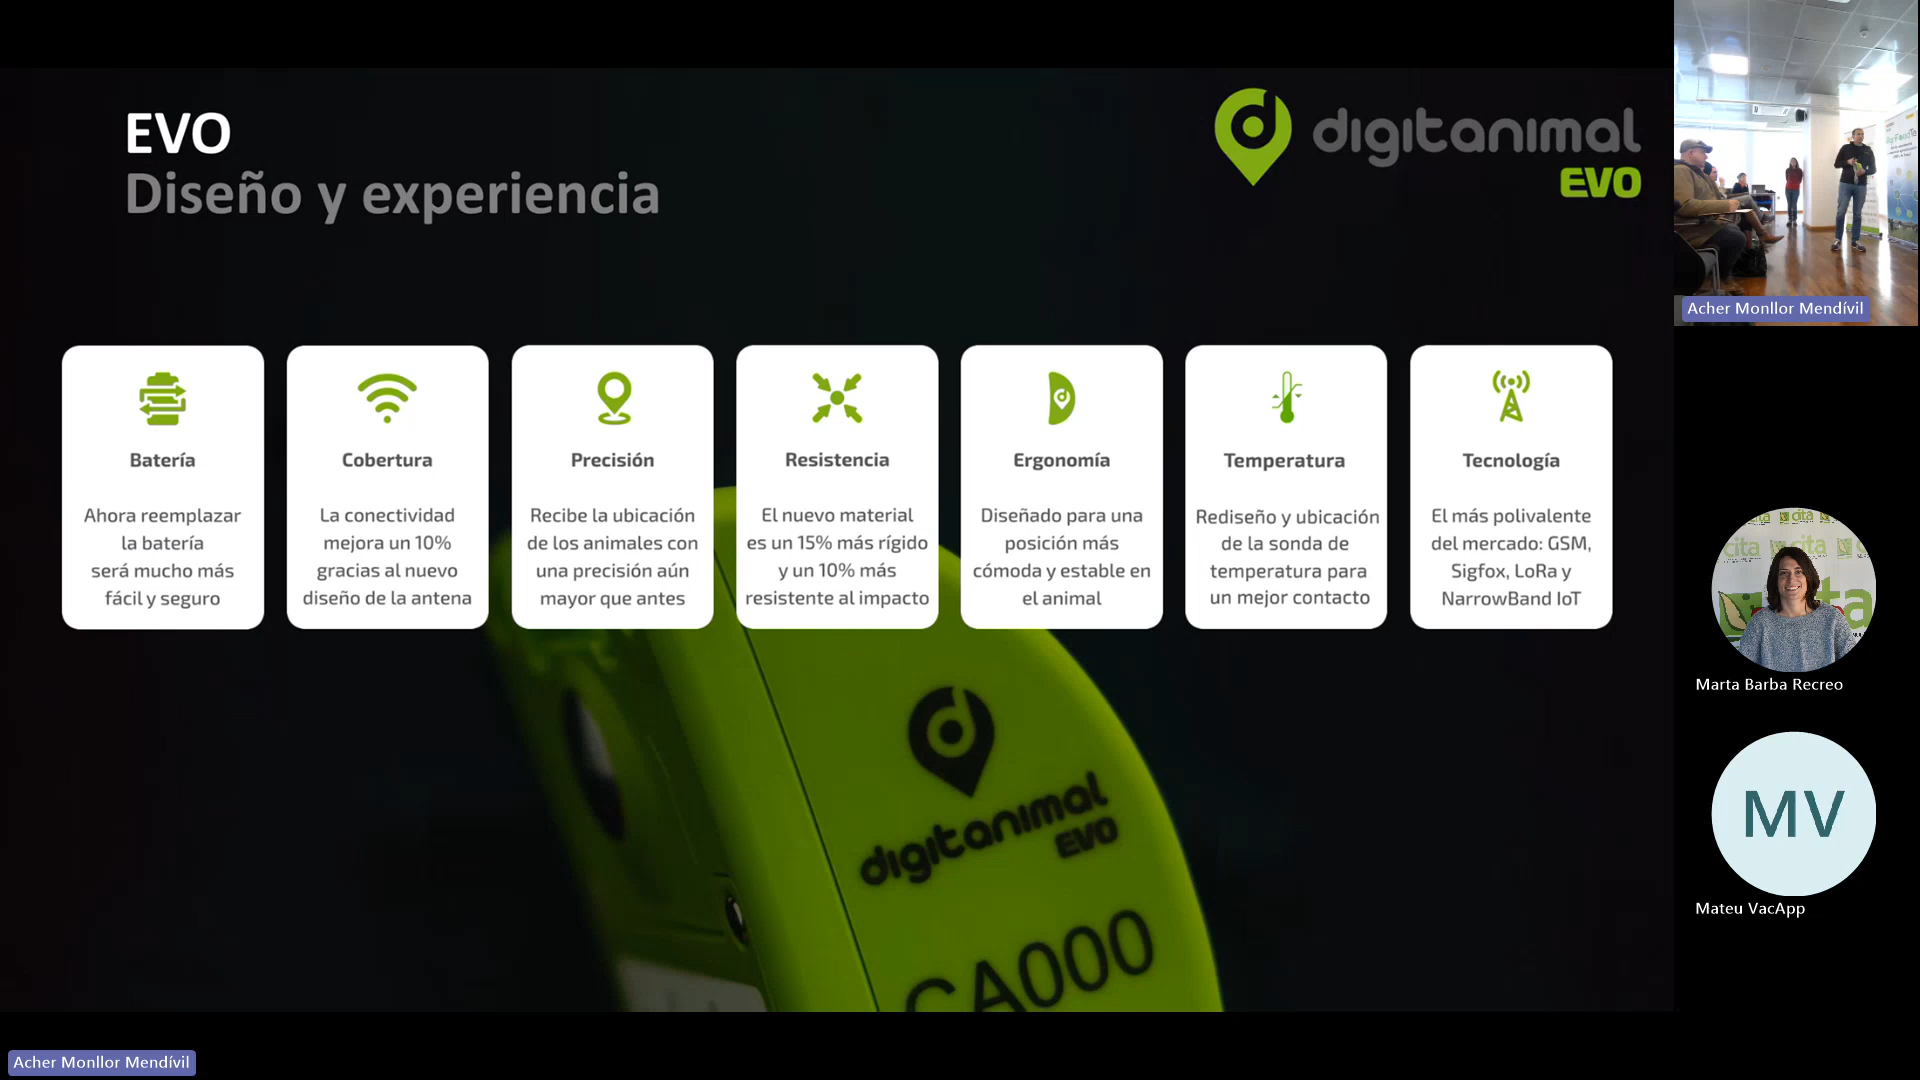 EVO
Diseño y experiencia
digitanimal
EVO
Batería
Ahora reemplazar
la batería
será mucho más
fácil y seguro
Cobertura
La conectividad
mejora un 10%
gracias al nuevo
diseño de la antena
Precisión
Recibe la ubicación
de los animales con
una precisión aún
mayor que antes
Resistencia
El nuevo material
es un 15% más rígido
y un 10% más
resistente al impacto
Ergonomía
Diseñado para una
posición más
cómoda y estable en
el animal
Temperatura
Rediseño y ubicación
de la sonda de
temperatura para
un mejor contacto
Tecnología
El más polivalente
del mercado: GSM,
Sigfox, LoRa y
NarrowBand IoT
digitanimal
EVO
CA000
Acher Monllor Mendívil
cita
Marta Barba Recreo
MV
Mateu VacApp
Acher Monllor Mendívil